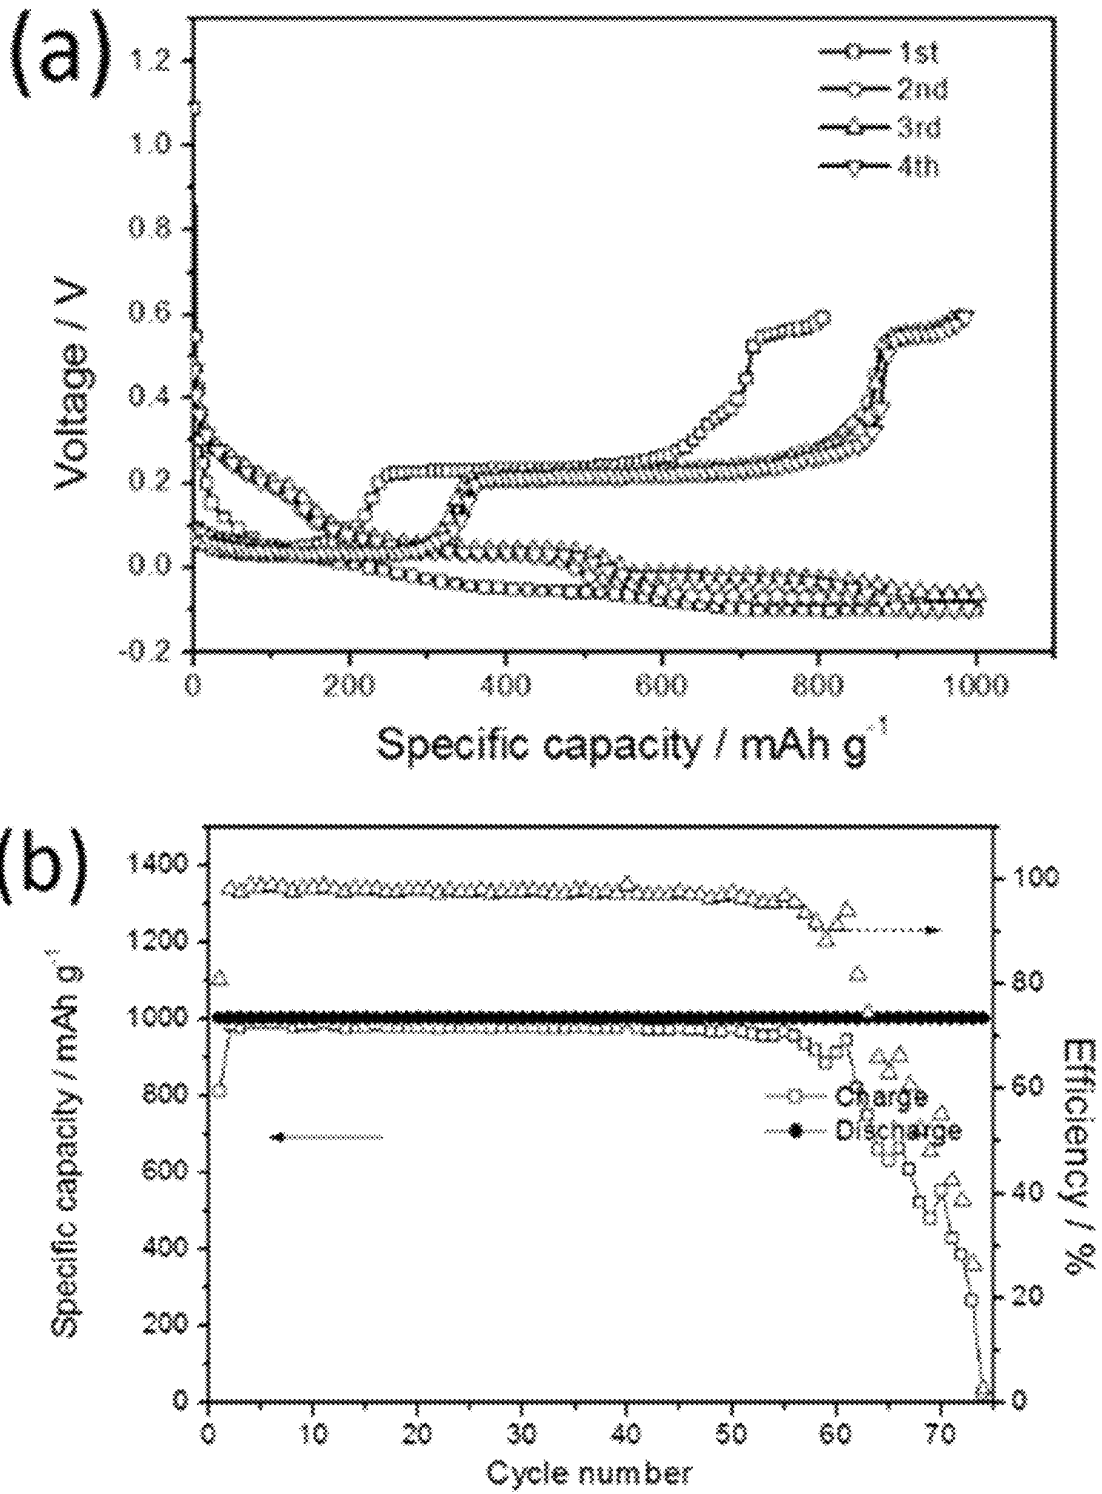 (a)
1.2
1.0
0.8
0.6
0.4
0.2
0.0
-0.2
Voltage / V
1st
2nd
3rd
4th
0 200 400 600 800 1000
Specific capacity / mAh g⁻¹
(b)
1400
1200
1000
800
600
400
200
0
Specific capacity / mAh g⁻¹
100
80
60
40
20
0
Efficiency / %
Charge
Discharge
0 10 20 30 40 50 60 70
Cycle number